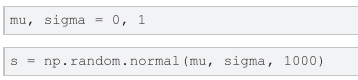 mu, sigma = 0, 1
s = np.random.normal(mu, sigma, 1000)